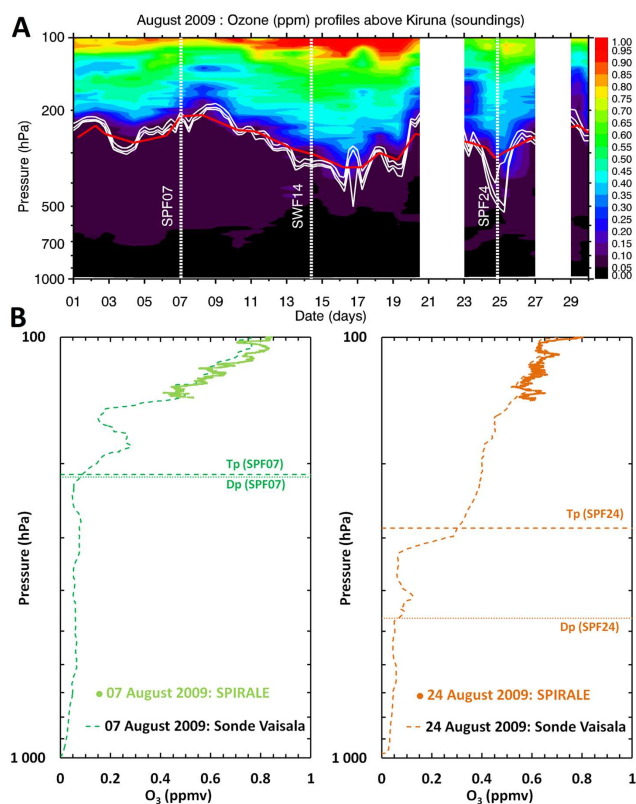 A
August 2009 : Ozone (ppm) profiles above Kiruna (soundings)
Pressure (hPa)
100
200
500
700
1000
SPF07
SWF14
SPF24
01 03 05 07 09 11 13 15 17 19 21 23 25 27 29
Date (days)
1.00
0.95
0.90
0.85
0.80
0.75
0.70
0.65
0.60
0.55
0.50
0.45
0.40
0.35
0.30
0.25
0.20
0.15
0.10
0.05
0.00
B
100
Pressure (hPa)
Tp (SPF07)
Dp (SPF07)
07 August 2009: SPIRALE
07 August 2009: Sonde Vaisala
1 000
0 0.2 0.4 0.6 0.8 1
O₃ (ppmv)
100
Pressure (hPa)
Tp (SPF24)
Dp (SPF24)
24 August 2009: SPIRALE
24 August 2009: Sonde Vaisala
1 000
0 0.2 0.4 0.6 0.8 1
O₃ (ppmv)